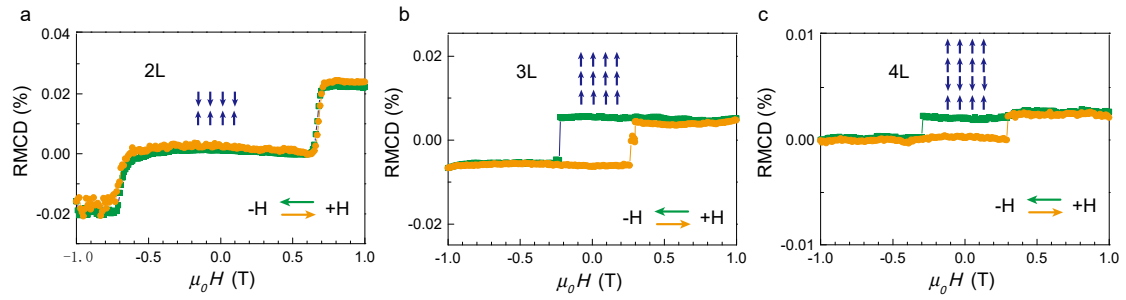 a
2L
0.04
0.02
0.00
-0.02
RMCD (%)
-H +H
−1.0 -0.5 0.0 0.5 1.0
μ0H (T)
b
3L
0.02
0.00
-0.02
RMCD (%)
-H +H
-1.0 -0.5 0.0 0.5 1.0
μ0H (T)
c
4L
0.01
0.00
-0.01
RMCD (%)
-H +H
-1.0 -0.5 0.0 0.5 1.0
μ0H (T)